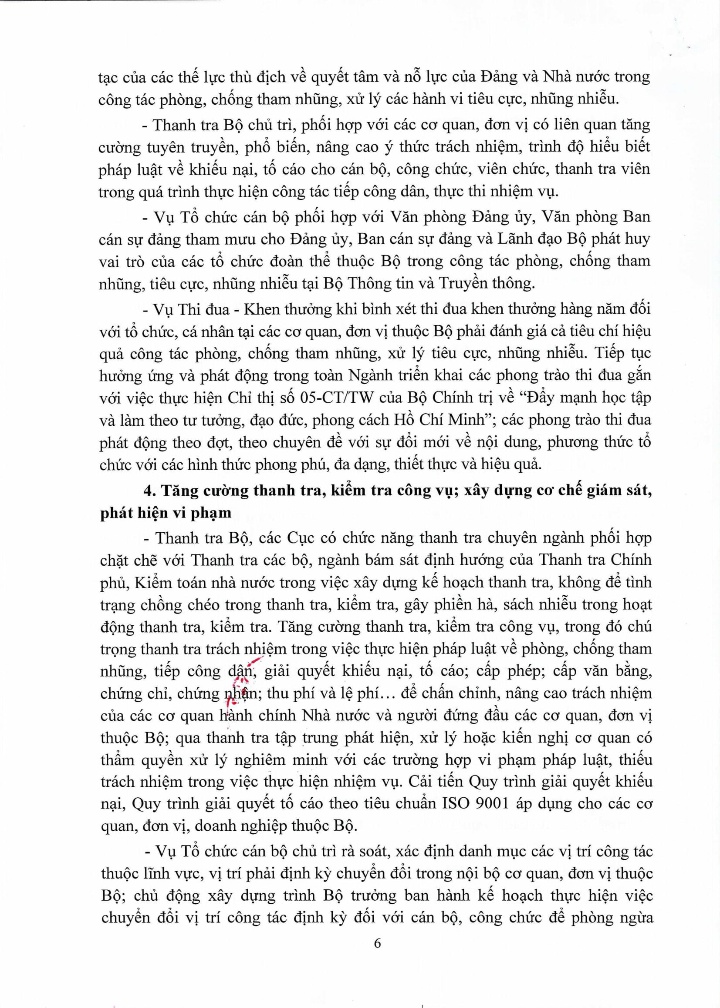 tạc của các thế lực thù địch về quyết tâm và nỗ lực của Đảng và Nhà nước trong
công tác phòng, chống tham nhũng, xử lý các hành vi tiêu cực, nhũng nhiễu.
- Thanh tra Bộ chủ trì, phối hợp với các cơ quan, đơn vị có liên quan tăng
cường tuyên truyền, phổ biến, nâng cao ý thức trách nhiệm, trình độ hiểu biết
pháp luật về khiếu nại, tố cáo cho cán bộ, công chức, viên chức, thanh tra viên
trong quá trình thực hiện công tác tiếp công dân, thực thi nhiệm vụ.
- Vụ Tổ chức cán bộ phối hợp với Văn phòng Đảng ủy, Văn phòng Ban
cán sự đảng tham mưu cho Đảng ủy, Ban cán sự đảng và Lãnh đạo Bộ phát huy
vai trò của các tổ chức đoàn thể thuộc Bộ trong công tác phòng, chống tham
nhũng, tiêu cực, nhũng nhiễu tại Bộ Thông tin và Truyền thông.
- Vụ Thi đua - Khen thưởng khi bình xét thi đua khen thưởng hàng năm đối
với tổ chức, cá nhân tại các cơ quan, đơn vị thuộc Bộ phải đánh giá cả tiêu chí hiệu
quả công tác phòng, chống tham nhũng, xử lý tiêu cực, nhũng nhiễu. Tiếp tục
hưởng ứng và phát động trong toàn Ngành triển khai các phong trào thi đua gắn
với việc thực hiện Chỉ thị số 05-CT/TW của Bộ Chính trị về “Đẩy mạnh học tập
và làm theo tư tưởng, đạo đức, phong cách Hồ Chí Minh”; các phong trào thi đua
phát động theo đợt, theo chuyên đề với sự đổi mới về nội dung, phương thức tổ
chức với các hình thức phong phú, đa dạng, thiết thực và hiệu quả.
4. Tăng cường thanh tra, kiểm tra công vụ; xây dựng cơ chế giám sát,
phát hiện vi phạm
- Thanh tra Bộ, các Cục có chức năng thanh tra chuyên ngành phối hợp
chặt chẽ với Thanh tra các bộ, ngành bám sát định hướng của Thanh tra Chính
phủ, Kiểm toán nhà nước trong việc xây dựng kế hoạch thanh tra, không để tình
trạng chồng chéo trong thanh tra, kiểm tra, gây phiền hà, sách nhiễu trong hoạt
động thanh tra, kiểm tra. Tăng cường thanh tra, kiểm tra công vụ, trong đó chú
trọng thanh tra trách nhiệm trong việc thực hiện pháp luật về phòng, chống tham
nhũng, tiếp công dân, giải quyết khiếu nại, tố cáo; cấp phép; cấp văn bằng,
chứng chỉ, chứng nhận; thu phí và lệ phí… để chấn chỉnh, nâng cao trách nhiệm
của các cơ quan hành chính Nhà nước và người đứng đầu các cơ quan, đơn vị
thuộc Bộ; qua thanh tra tập trung phát hiện, xử lý hoặc kiến nghị cơ quan có
thẩm quyền xử lý nghiêm minh với các trường hợp vi phạm pháp luật, thiếu
trách nhiệm trong việc thực hiện nhiệm vụ. Cải tiến Quy trình giải quyết khiếu
nại, Quy trình giải quyết tố cáo theo tiêu chuẩn ISO 9001 áp dụng cho các cơ
quan, đơn vị, doanh nghiệp thuộc Bộ.
- Vụ Tổ chức cán bộ chủ trì rà soát, xác định danh mục các vị trí công tác
thuộc lĩnh vực, vị trí phải định kỳ chuyển đổi trong nội bộ cơ quan, đơn vị thuộc
Bộ; chủ động xây dựng trình Bộ trưởng ban hành kế hoạch thực hiện việc
chuyển đổi vị trí công tác định kỳ đối với cán bộ, công chức để phòng ngừa
6